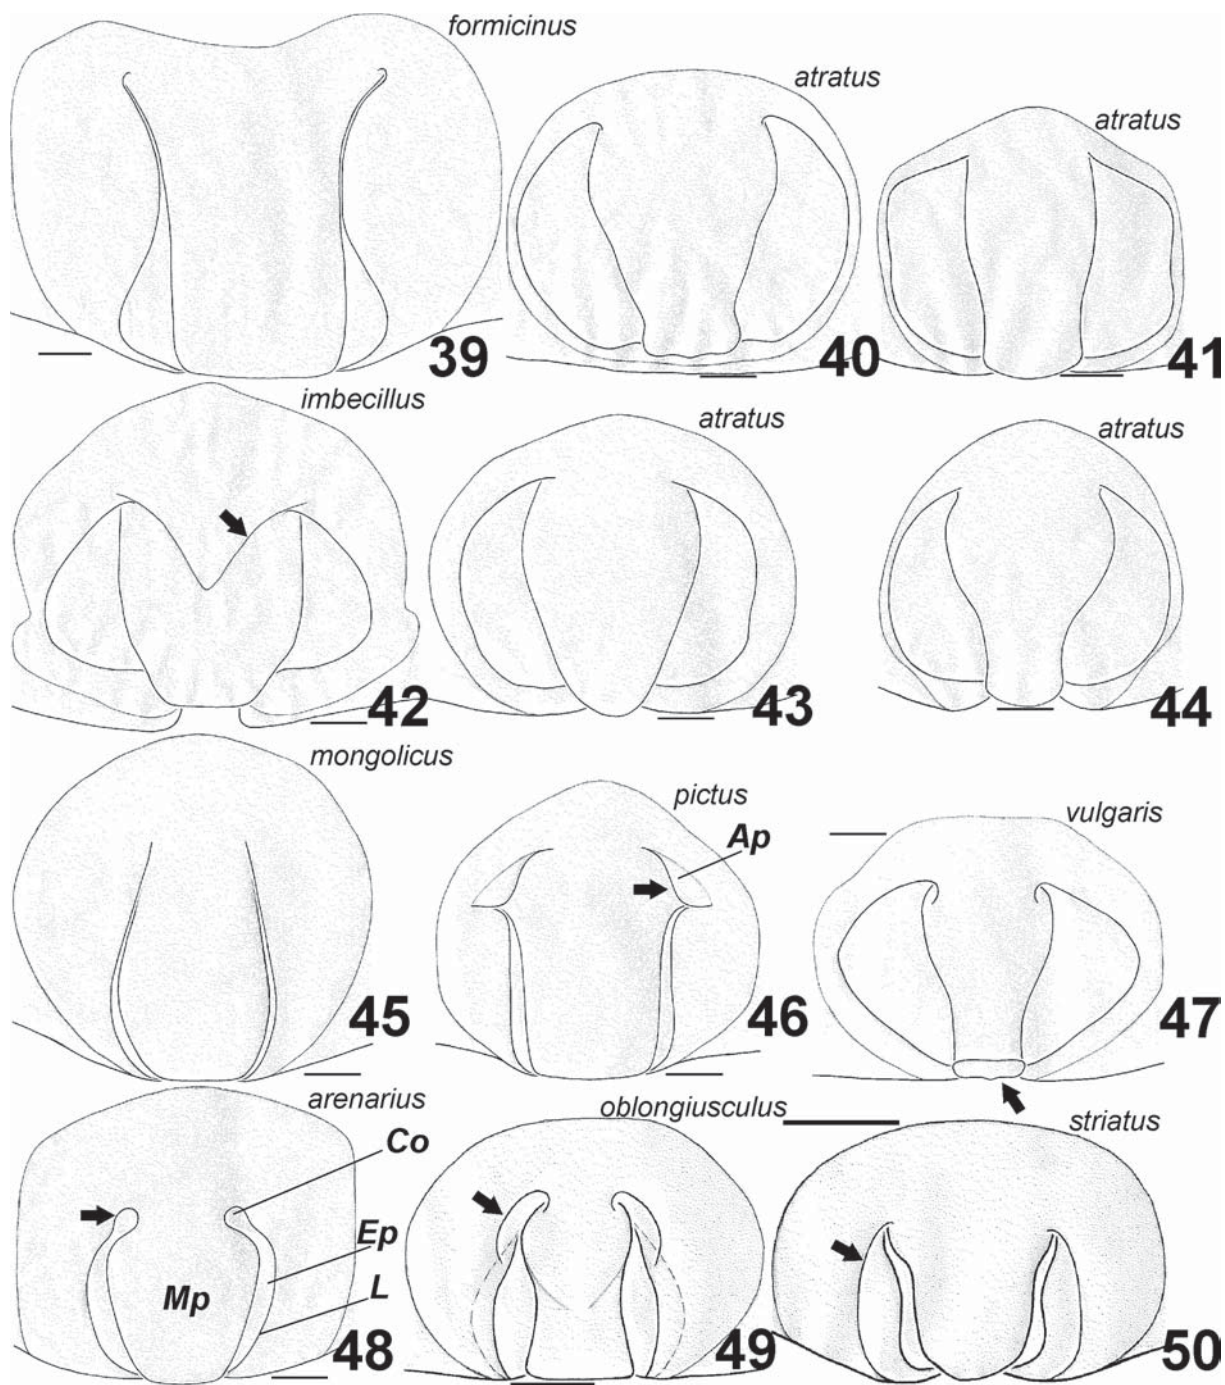 formicinus
atratus
atratus
39
40
41
imbecillus
atratus
atratus
42
43
44
mongolicus
pictus
vulgaris
Ap
45
46
47
arenarius
oblongiusculus
striatus
Co
Ep
Mp
L
48
49
50